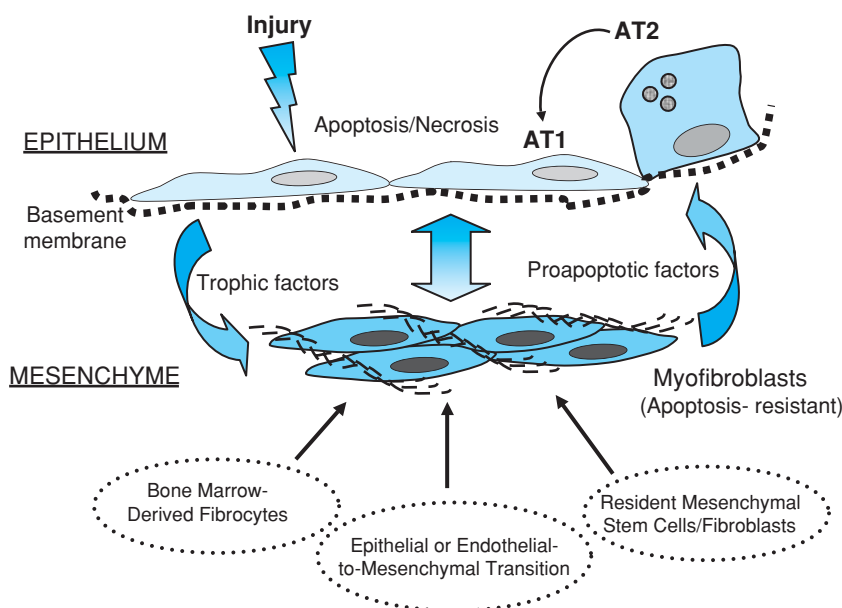 Injury
AT2
Apoptosis/Necrosis
AT1
EPITHELIUM
Basement
membrane
Trophic factors
Proapoptotic factors
MESENCHYME
Myofibroblasts
(Apoptosis- resistant)
Bone Marrow-
Derived Fibrocytes
Epithelial or Endothelial-
to-Mesenchymal Transition
Resident Mesenchymal
Stem Cells/Fibroblasts